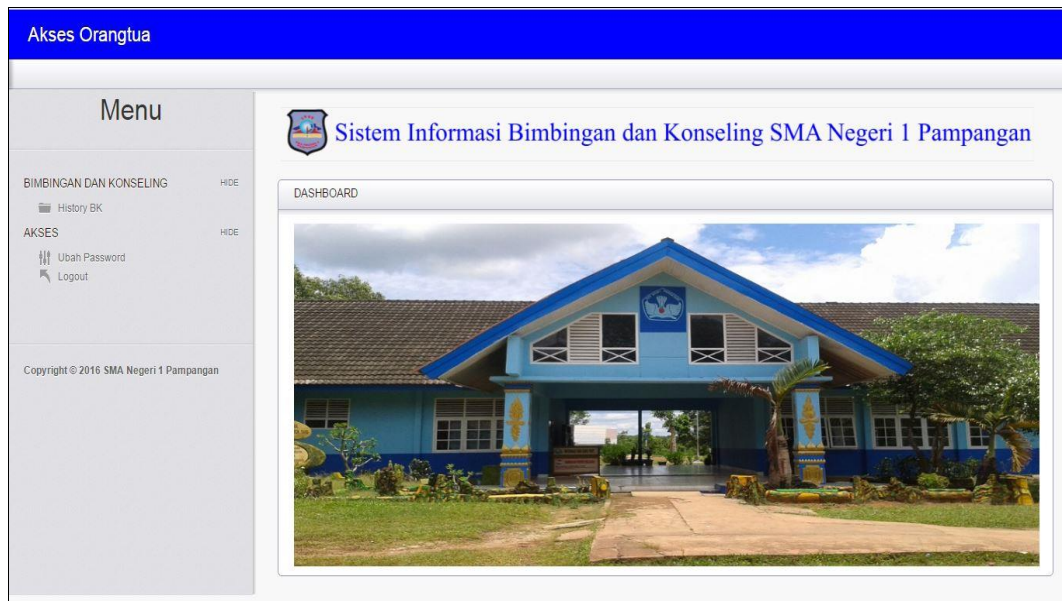 Akses Orangtua
Menu
BIMBINGAN DAN KONSELING HIDE
History BK
AKSES HIDE
Ubah Password
Logout
Copyright © 2016 SMA Negeri 1 Pampangan
Sistem Informasi Bimbingan dan Konseling SMA Negeri 1 Pampangan
DASHBOARD